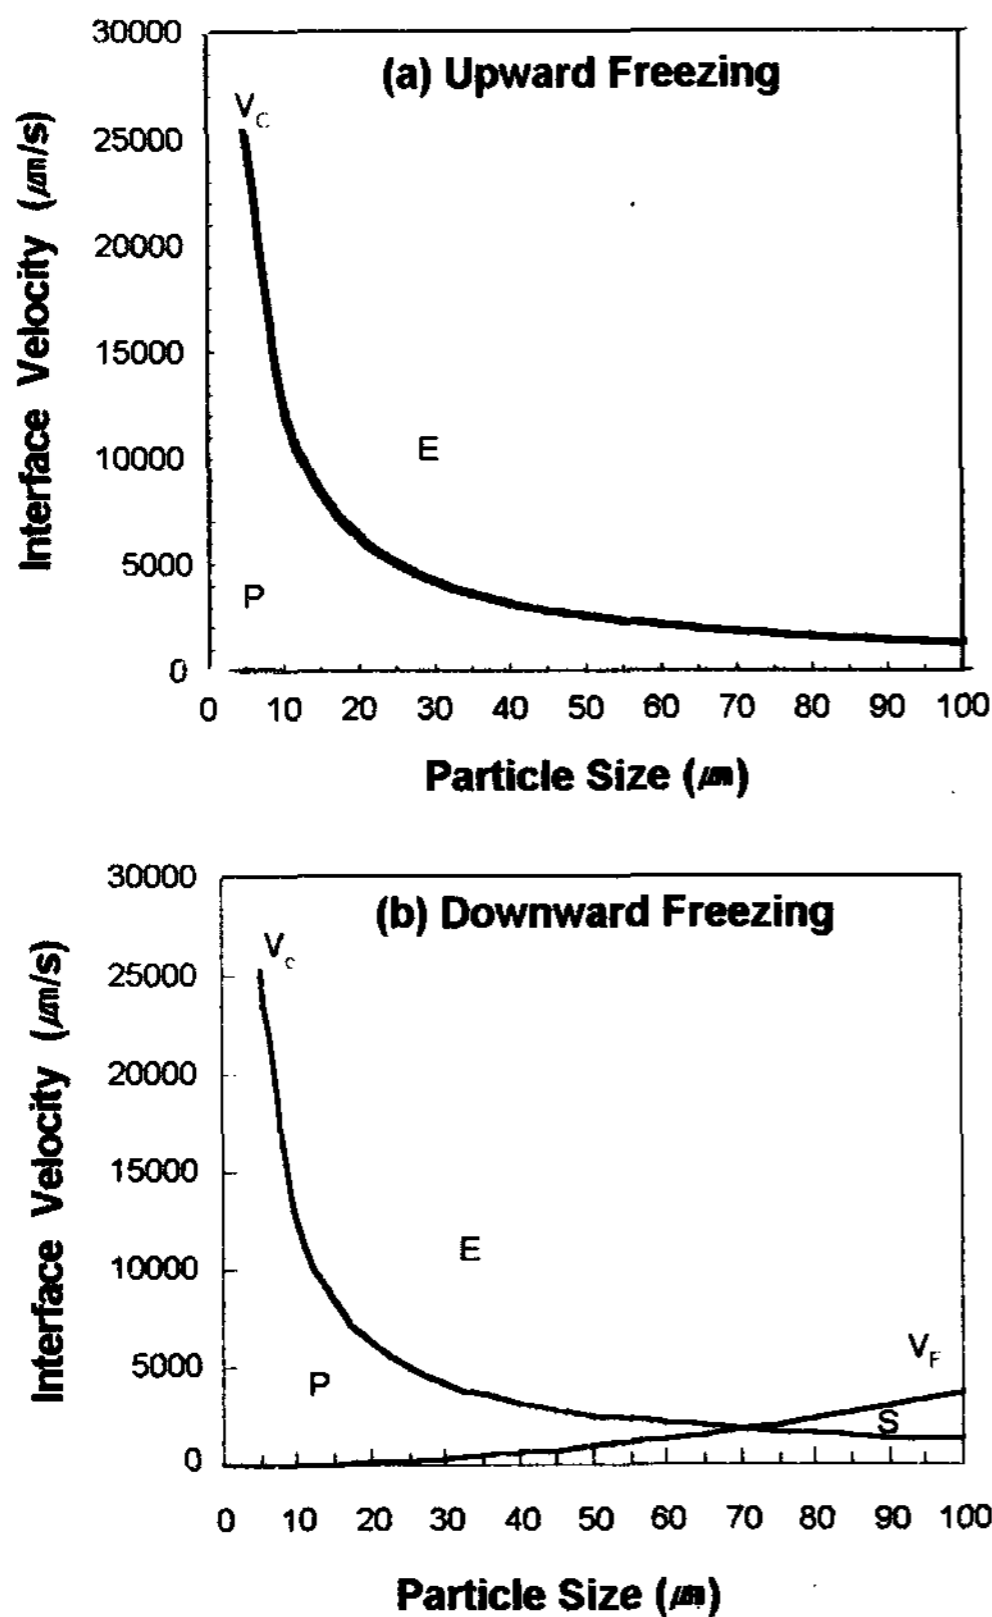 (a) Upward Freezing
30000
25000
20000
15000
10000
5000
0
Interface Velocity (㎛/s)
V_C
E
P
0 10 20 30 40 50 60 70 80 90 100
Particle Size (㎛)
(b) Downward Freezing
30000
25000
20000
15000
10000
5000
0
Interface Velocity (㎛/s)
V_c
E
P
V_F
S
0 10 20 30 40 50 60 70 80 90 100
Particle Size (㎛)